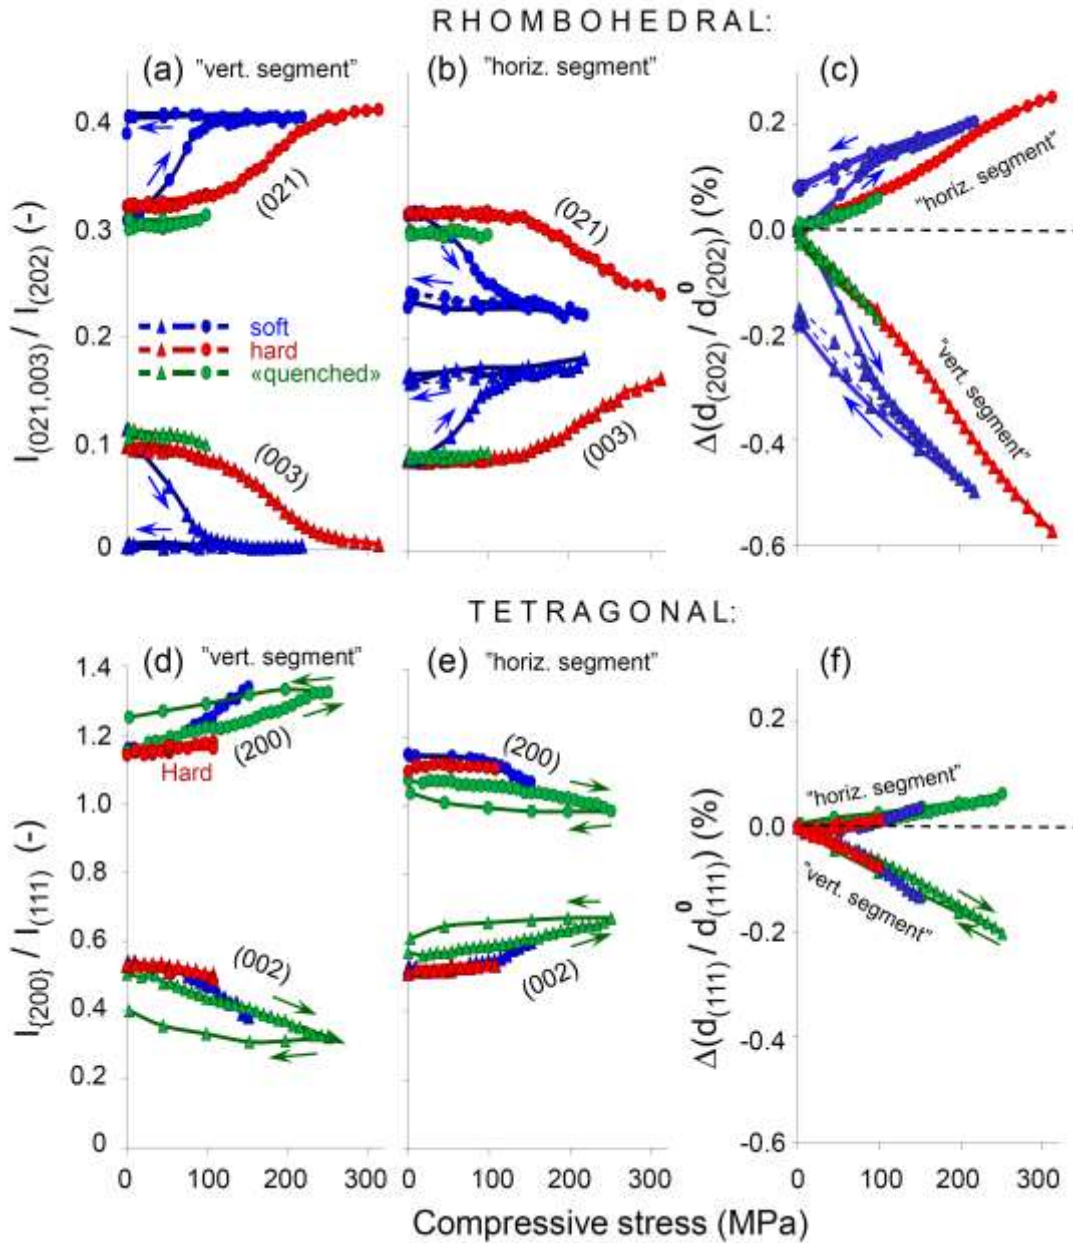 R H O M B O H E D R A L:
(a) "vert. segment"
(b) "horiz. segment"
(c)
I(021,003) / I(202) (-)
0.4
0.3
0.2
0.1
0
(021)
soft
hard
«quenched»
(003)
(021)
(003)
Δ(d(202) / d⁰(202)) (%)
0.2
0.0
-0.2
-0.4
-0.6
"horiz. segment"
"vert. segment"
T E T R A G O N A L:
(d) "vert. segment"
(e) "horiz. segment"
(f)
I{200} / I(111) (-)
1.4
1.2
1.0
0.8
0.6
0.4
0.2
0
(200)
Hard
(002)
(200)
(002)
Δ(d(111) / d⁰(111)) (%)
0.2
0.0
-0.2
-0.4
-0.6
"horiz. segment"
"vert. segment"
0 100 200 300
0 100 200 300
0 100 200 300
Compressive stress (MPa)